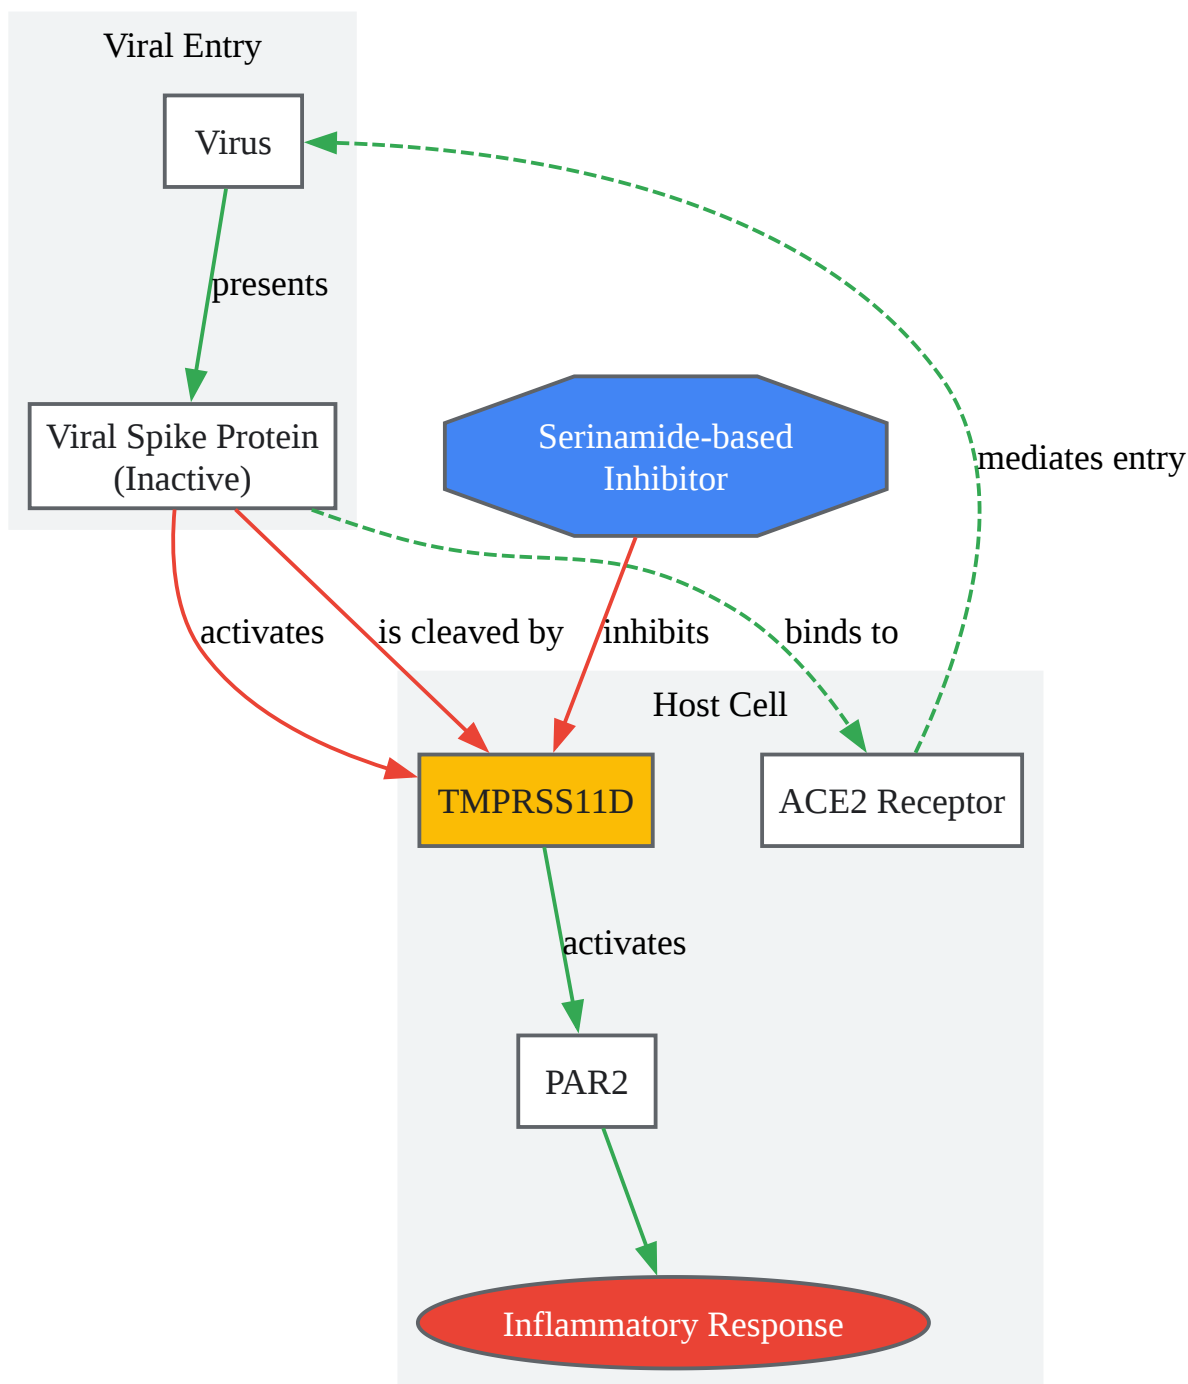 Viral Entry
Virus
presents
Viral Spike Protein
(Inactive)
Serinamide-based
Inhibitor
mediates entry
activates
is cleaved by
inhibits
binds to
Host Cell
TMPRSS11D
ACE2 Receptor
activates
PAR2
Inflammatory Response